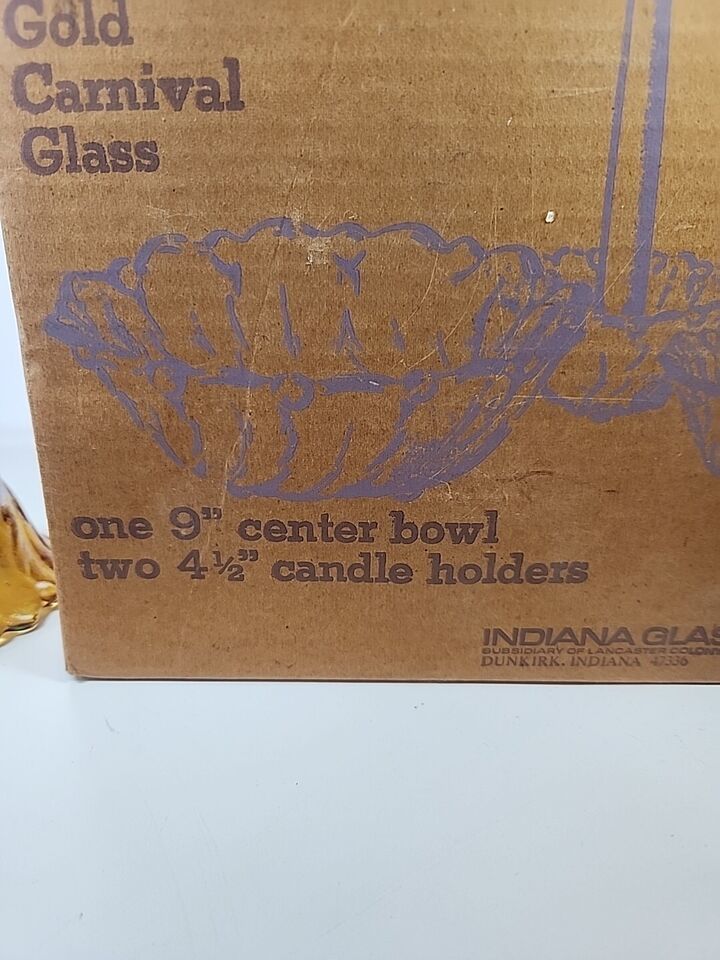 Gold
Carnival
Glass
one 9" center bowl
two 4½" candle holders
INDIANA GLAS
SUBSIDIARY OF LANCASTER COLON
DUNKIRK, INDIANA 47336